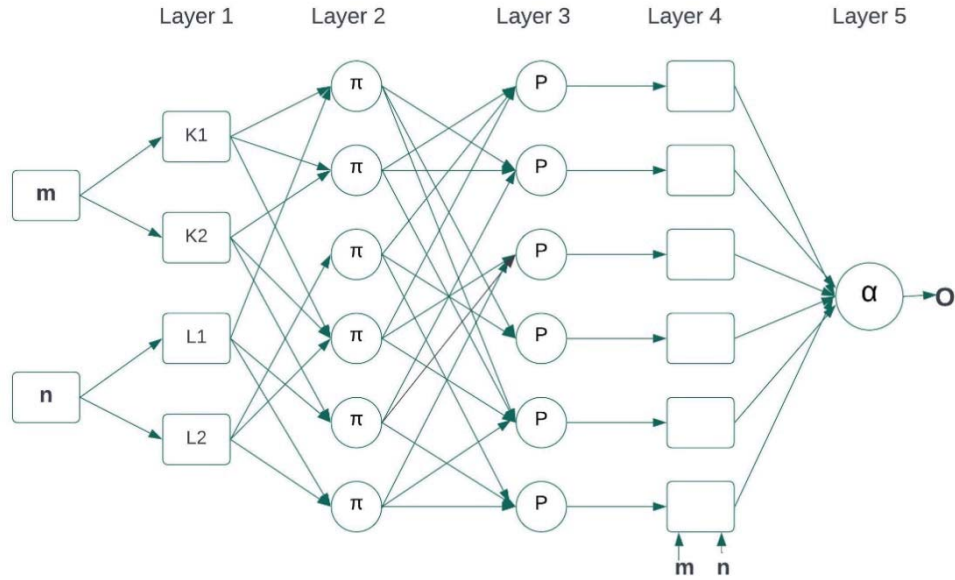 Layer 1 Layer 2 Layer 3 Layer 4 Layer 5
π P
K1
m
π P
K2
π P
α O
L1 π P
n
π P
L2
π P
m n